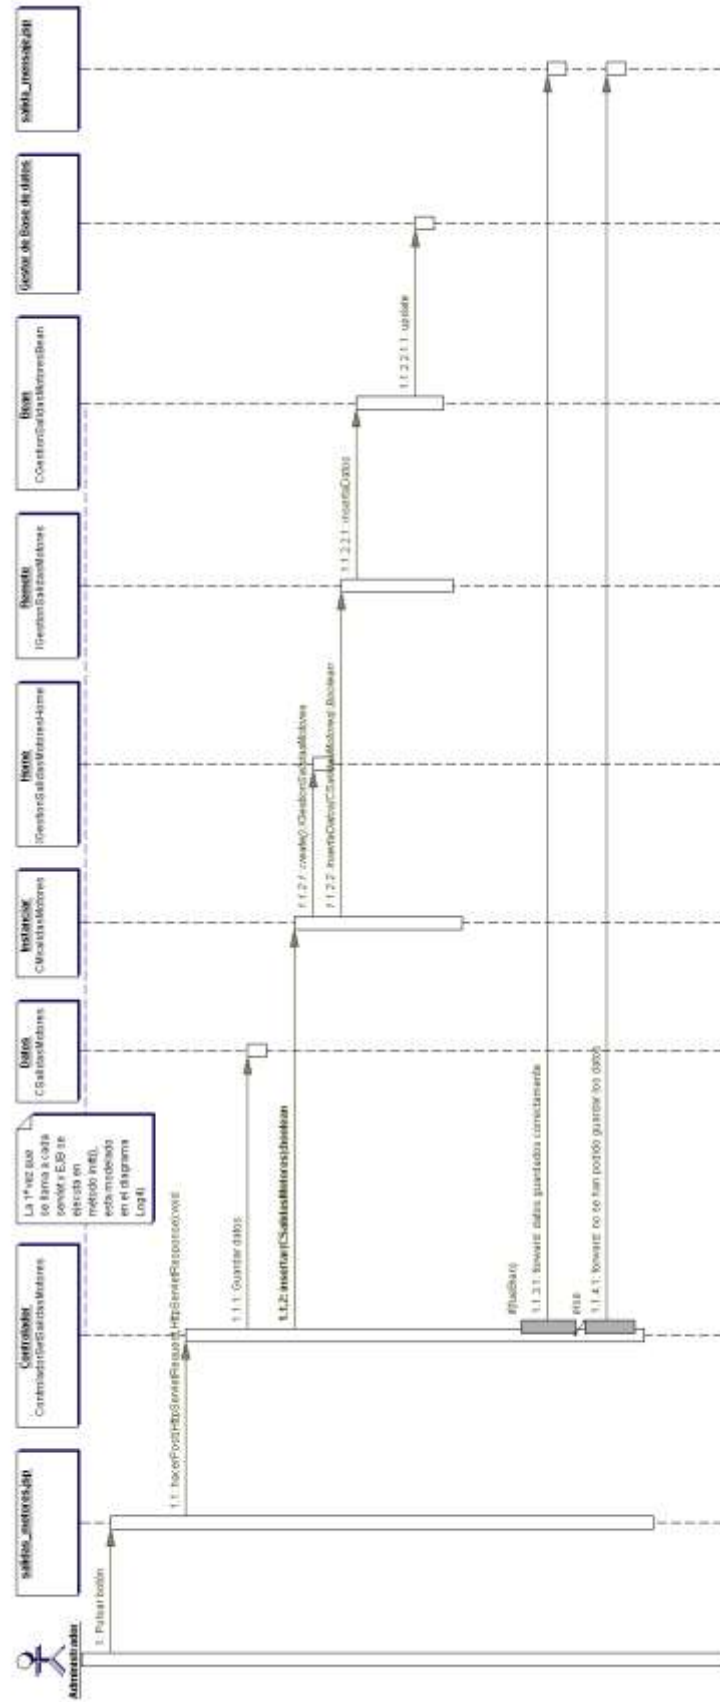 Administrador
salidas_motores.jsp
Controlador
ControladorSetSalidasMotores
La 1ª vez que
se llama a cada
servlet y EJB se
ejecuta en
método init(),
esta modelado
en el diagrama
Log4j
Datos
CSalidasMotores
Instanciar
Home
IGestionSalidasMotoresHome
Remote
IGestionSalidasMotores
Bean
CGestionSalidasMotoresBean
Gestor de Base de datos
salida_mensaje.jsp
1: Pulsar botón
1.1: hacerPost(HttpServletRequest,HttpServletResponse):void
1.1.1: Guardar datos
1.1.2: insertar(CSalidasMotores):boolean
1.1.2.1: create():IGestionSalidasMotores
1.1.2.2: insertaDatos(CSalidasMotores):Boolean
1.1.2.2.1: insertaDatos
1.1.2.2.1.1: update
1.1.3.1: forward: datos guardados correctamente
else
1.1.4.1: forward: no se han podido guardar los datos